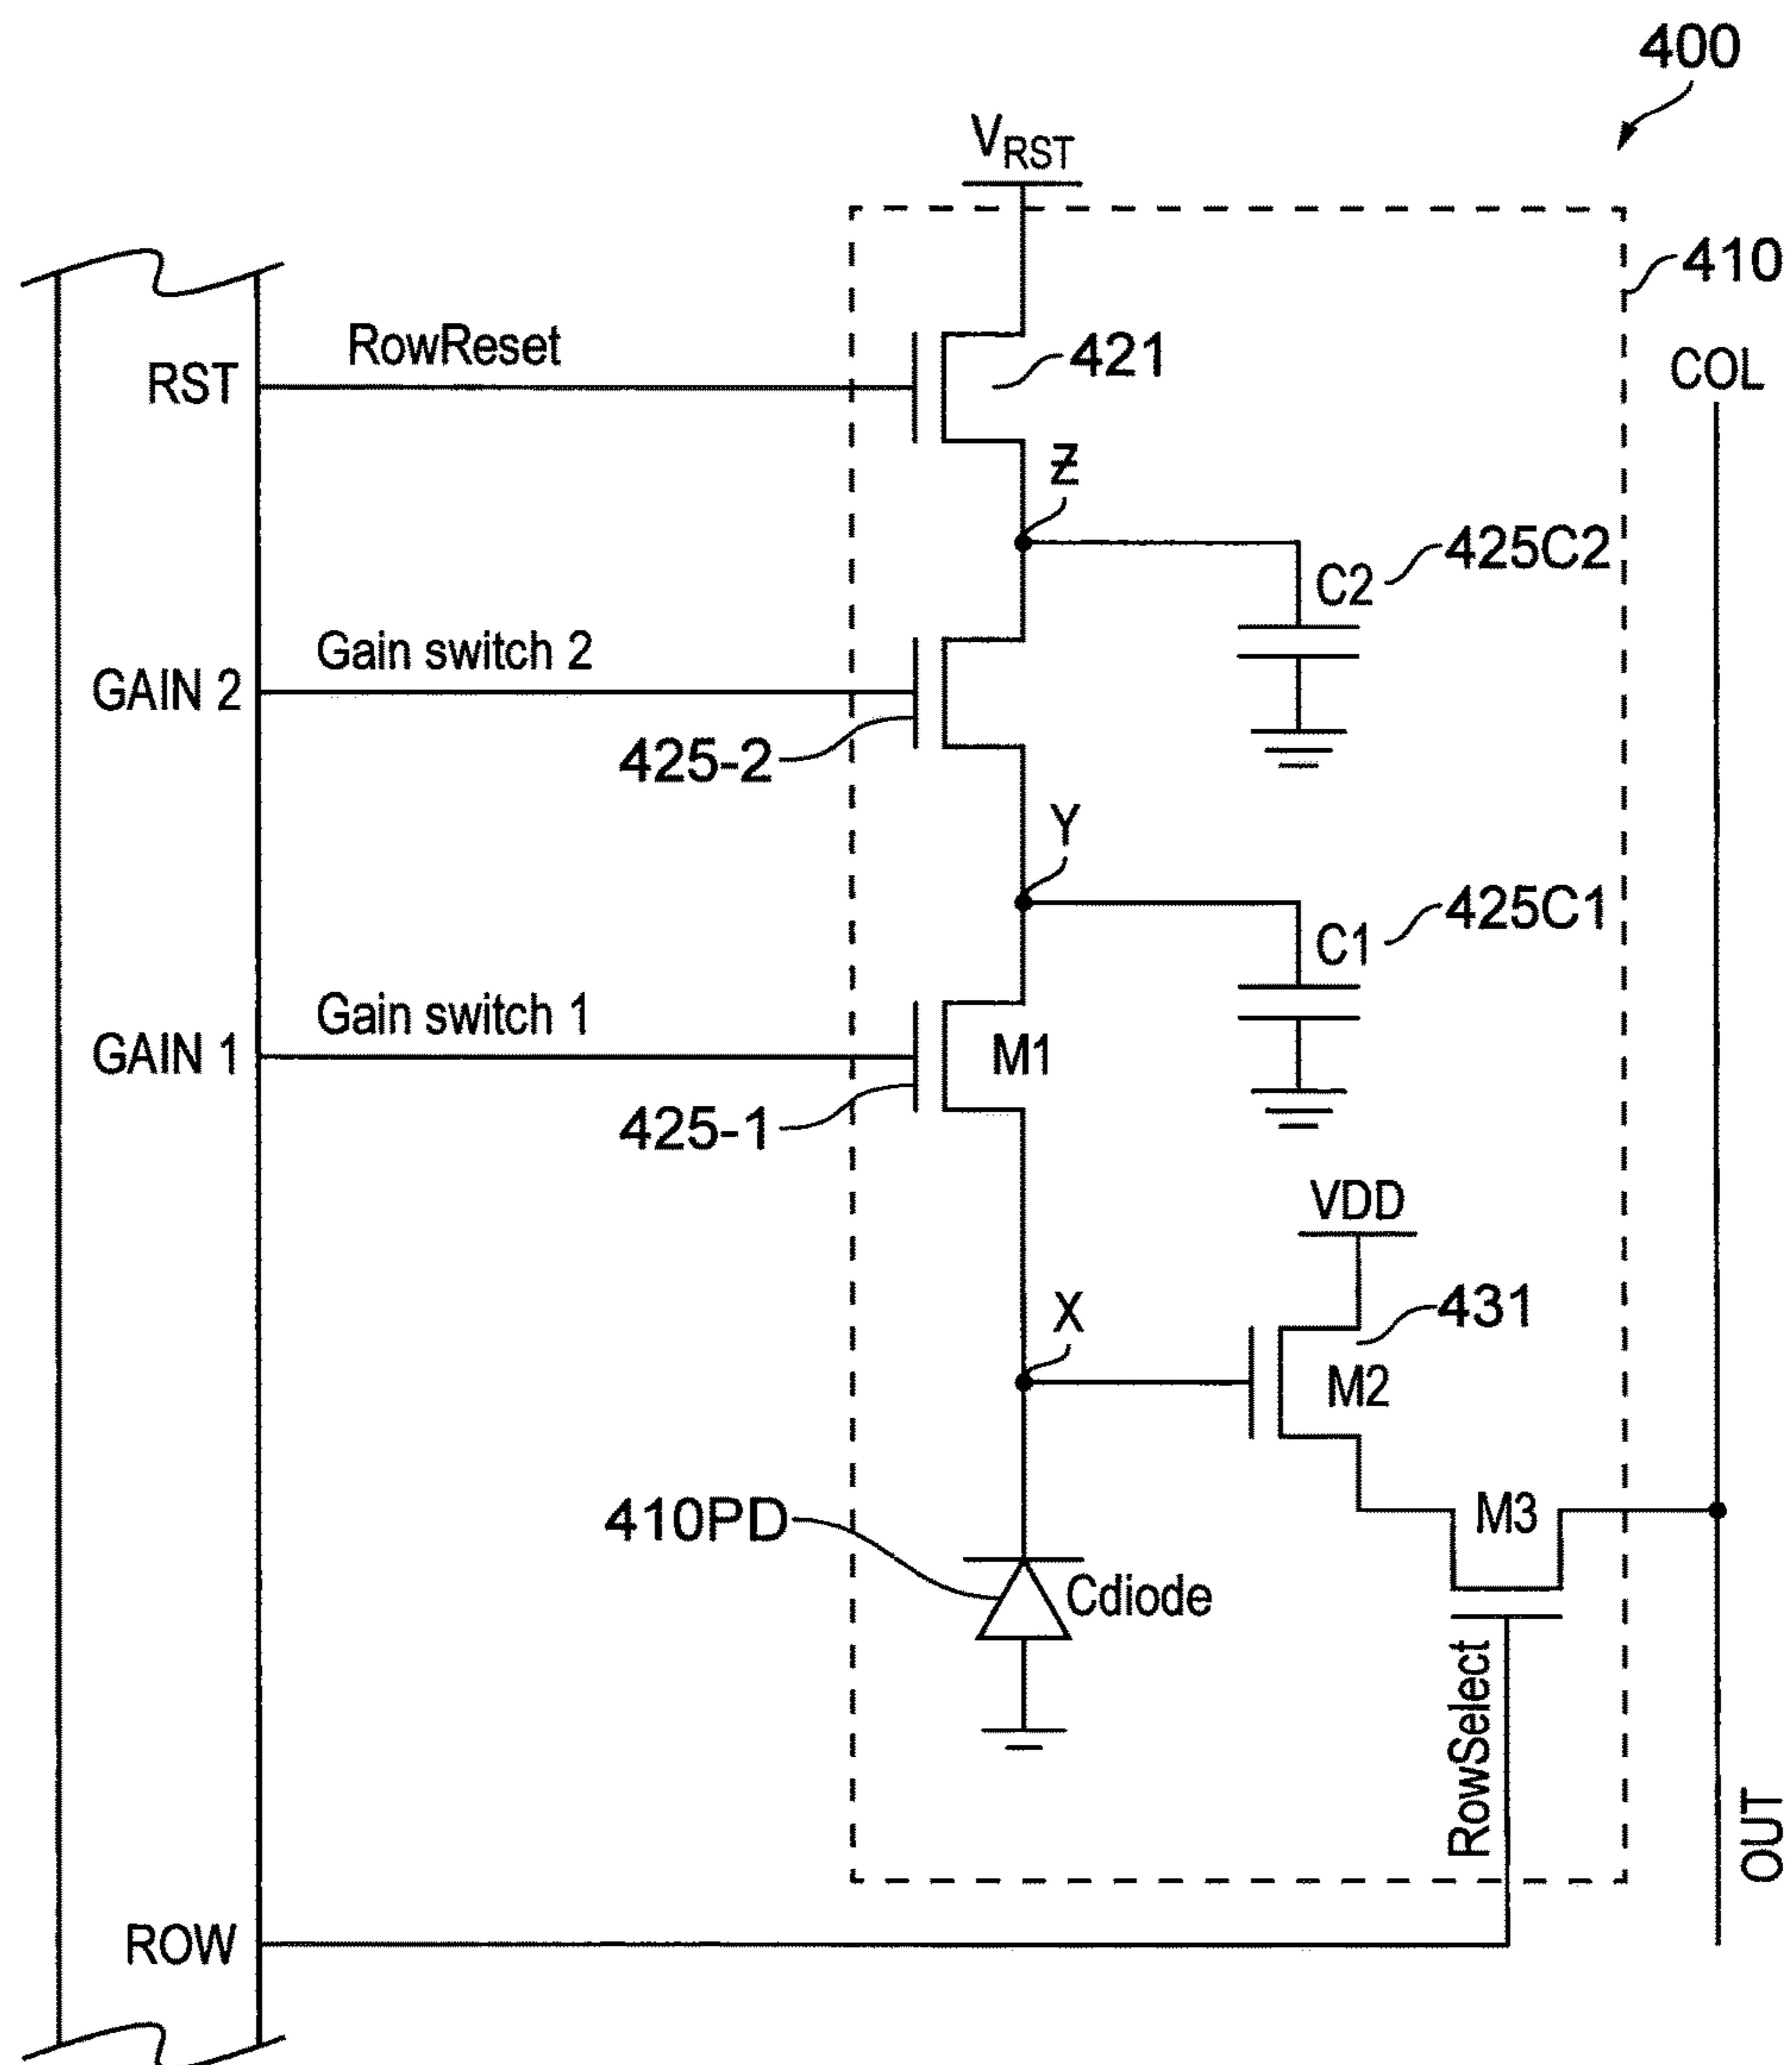 400
VRST
410
RowReset
RST
421
COL
Z
425C2
C2
Gain switch 2
GAIN 2
425-2
Y
425C1
C1
Gain switch 1
GAIN 1
M1
425-1
VDD
X
431
M2
410PD
M3
Cdiode
RowSelect
OUT
ROW